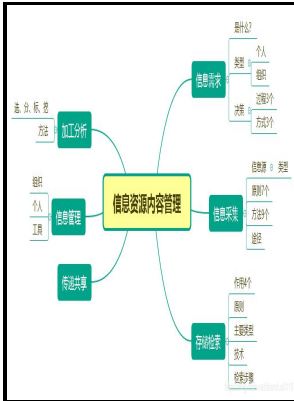 信息资源内容管理
信息需求
是什么?
类型
个人
组织
决策
过程3个
方式3个
信息采集
信息源 类型
原则7个
方法9个
途径
存储检索
作用4个
原则
主要类型
技术
检索步骤
加工分析
选、分、标、挖
方法
信息管理
组织
个人
工具
传递共享